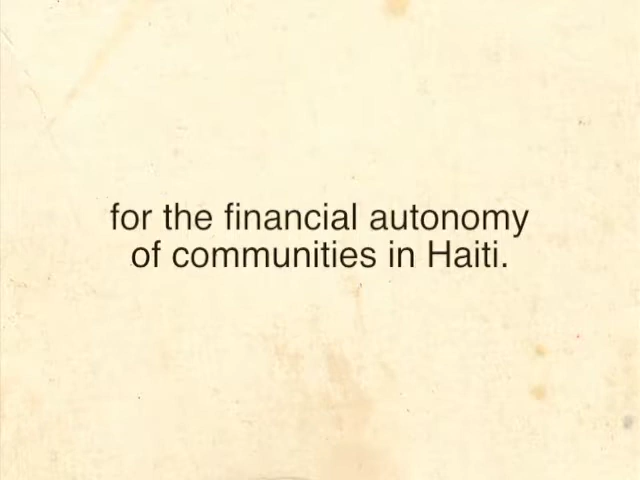 for the financial autonomy
of communities in Haiti.